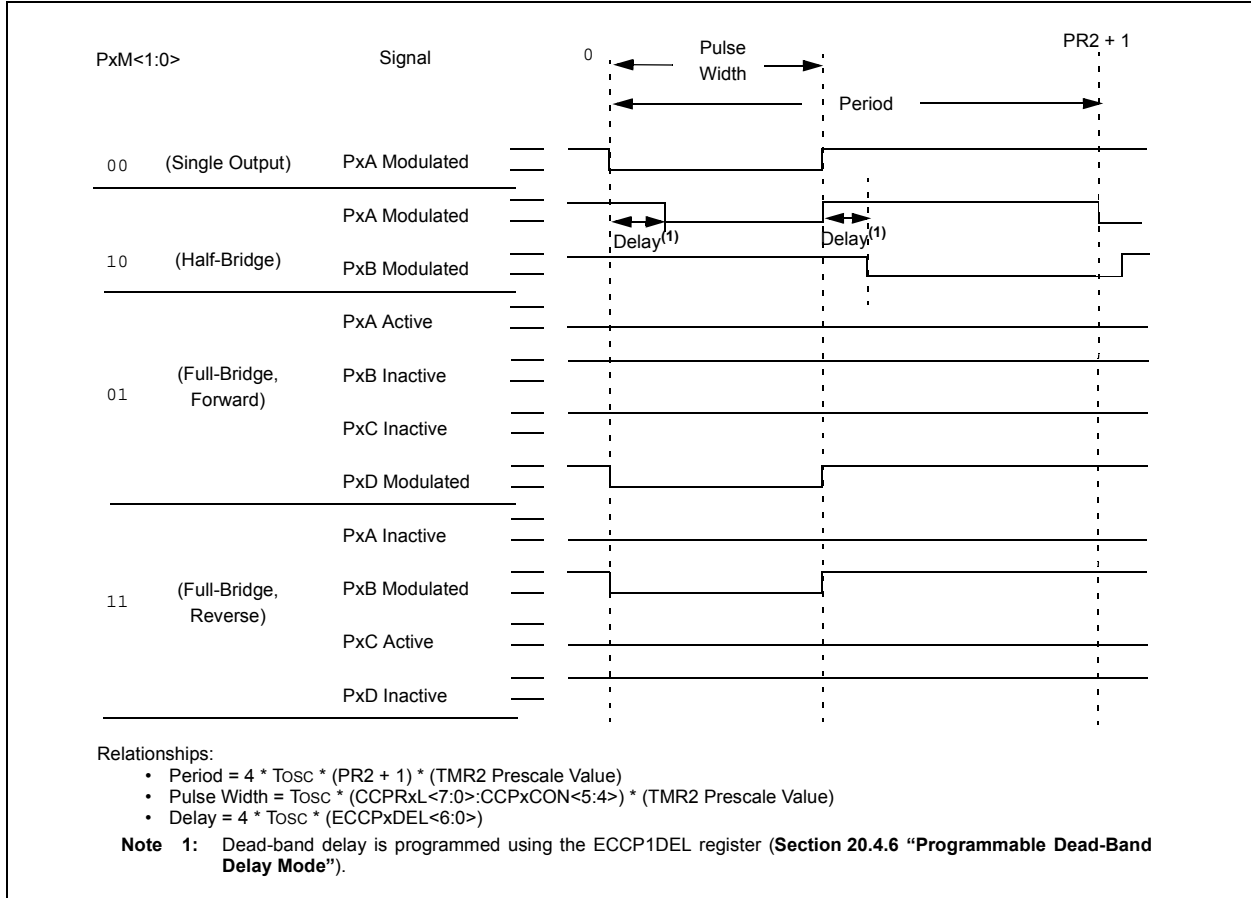 PxM<1:0> Signal 0 Pulse Width PR2 + 1
Period
00 (Single Output) PxA Modulated
PxA Modulated
Delay(1) Delay(1)
10 (Half-Bridge) PxB Modulated
PxA Active
01 (Full-Bridge, Forward) PxB Inactive
PxC Inactive
PxD Modulated
PxA Inactive
11 (Full-Bridge, Reverse) PxB Modulated
PxC Active
PxD Inactive
Relationships:
• Period = 4 * TOSC * (PR2 + 1) * (TMR2 Prescale Value)
• Pulse Width = TOSC * (CCPRxL<7:0>:CCPxCON<5:4>) * (TMR2 Prescale Value)
• Delay = 4 * TOSC * (ECCPxDEL<6:0>)
Note 1: Dead-band delay is programmed using the ECCP1DEL register (Section 20.4.6 “Programmable Dead-Band
Delay Mode”).